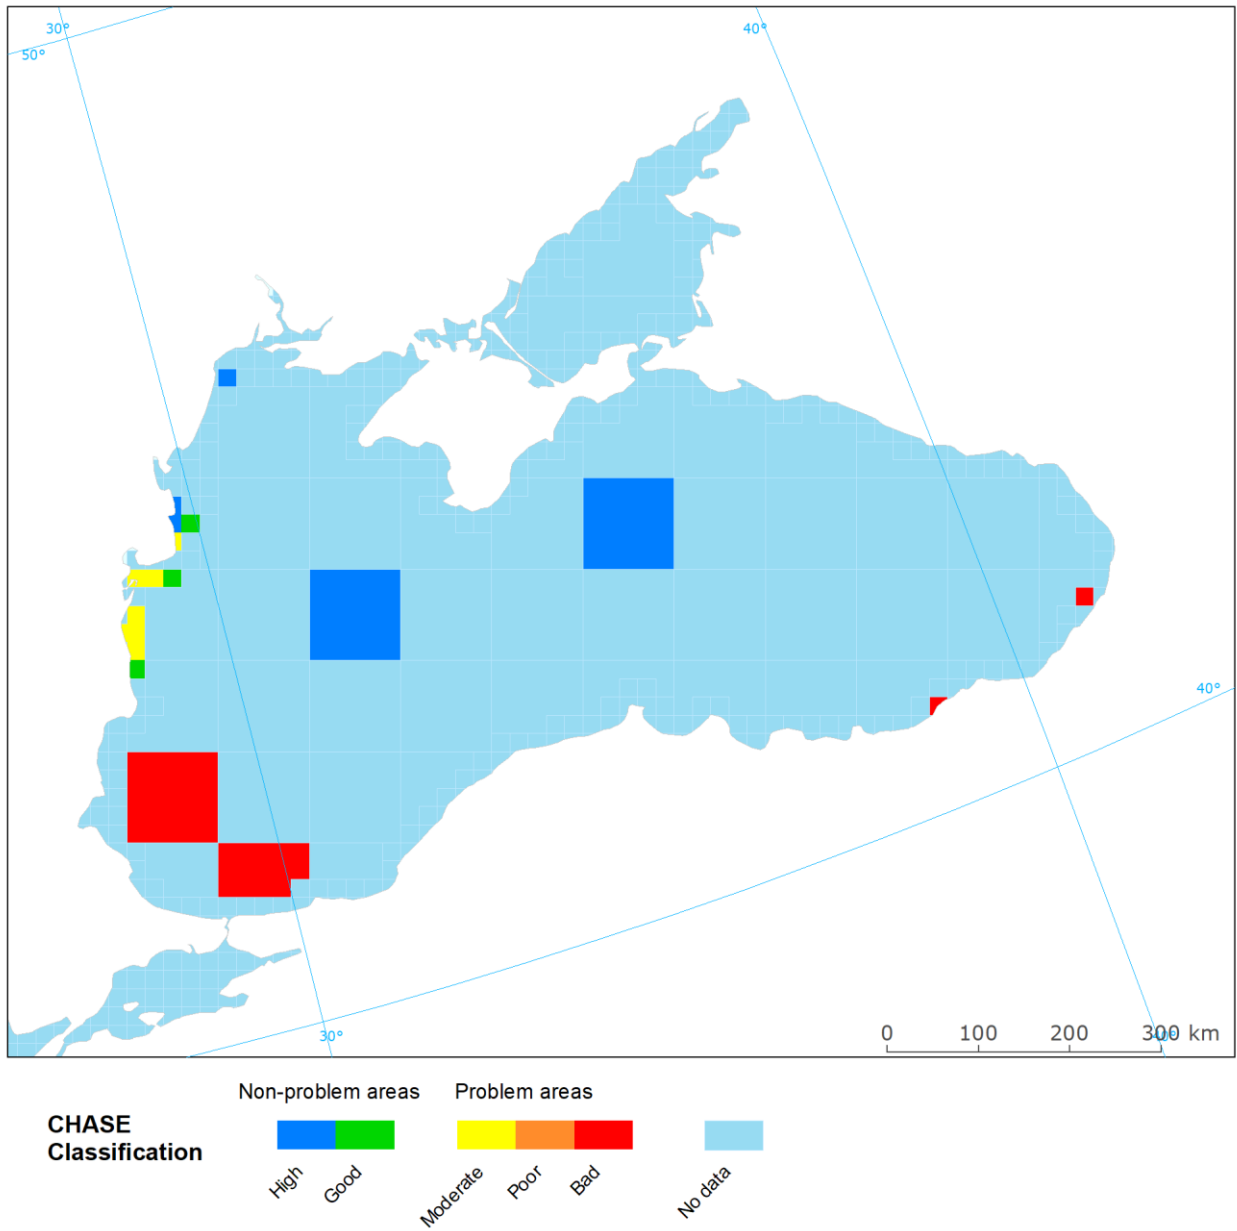 30°
40°
50°
40°
30°
40°
0 100 200 300 km
Non-problem areas Problem areas
CHASE
Classification
High
Good
Moderate
Poor
Bad
No data